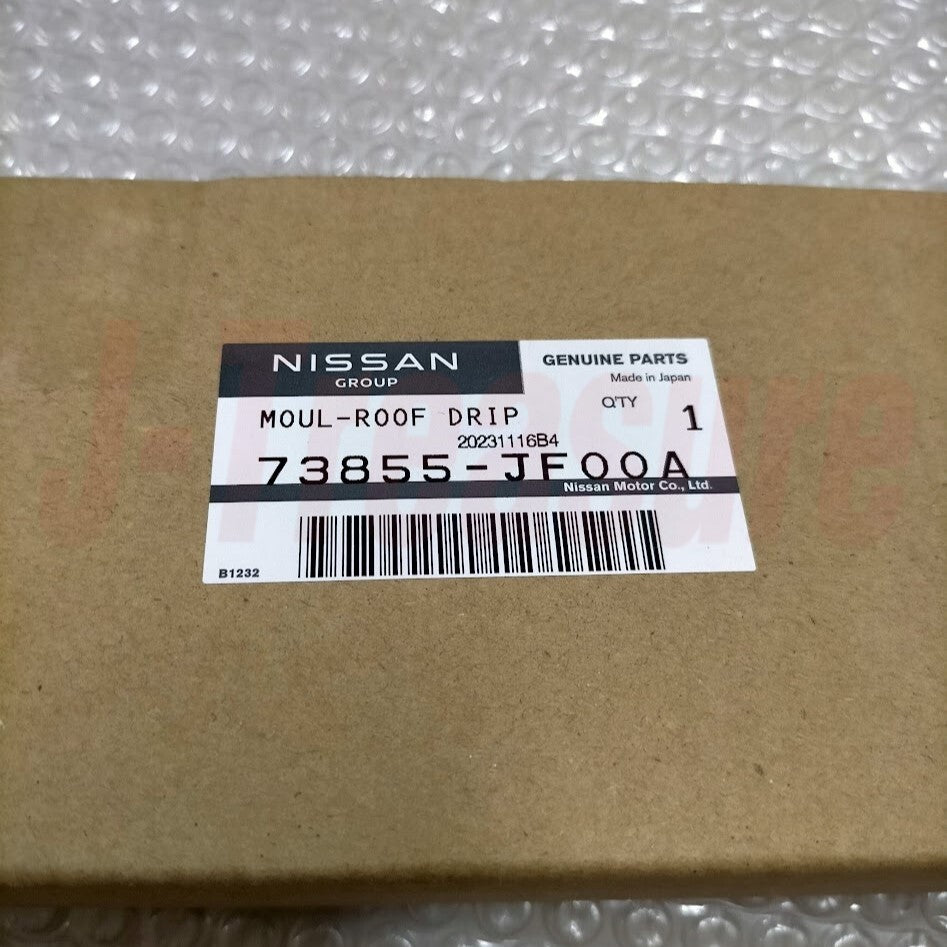 NISSAN
GROUP
GENUINE PARTS
Made in Japan
MOUL-ROOF DRIP
Q'TY 1
20231116B4
73855-JF00A
Nissan Motor Co., Ltd.
B1232
J-Treasure